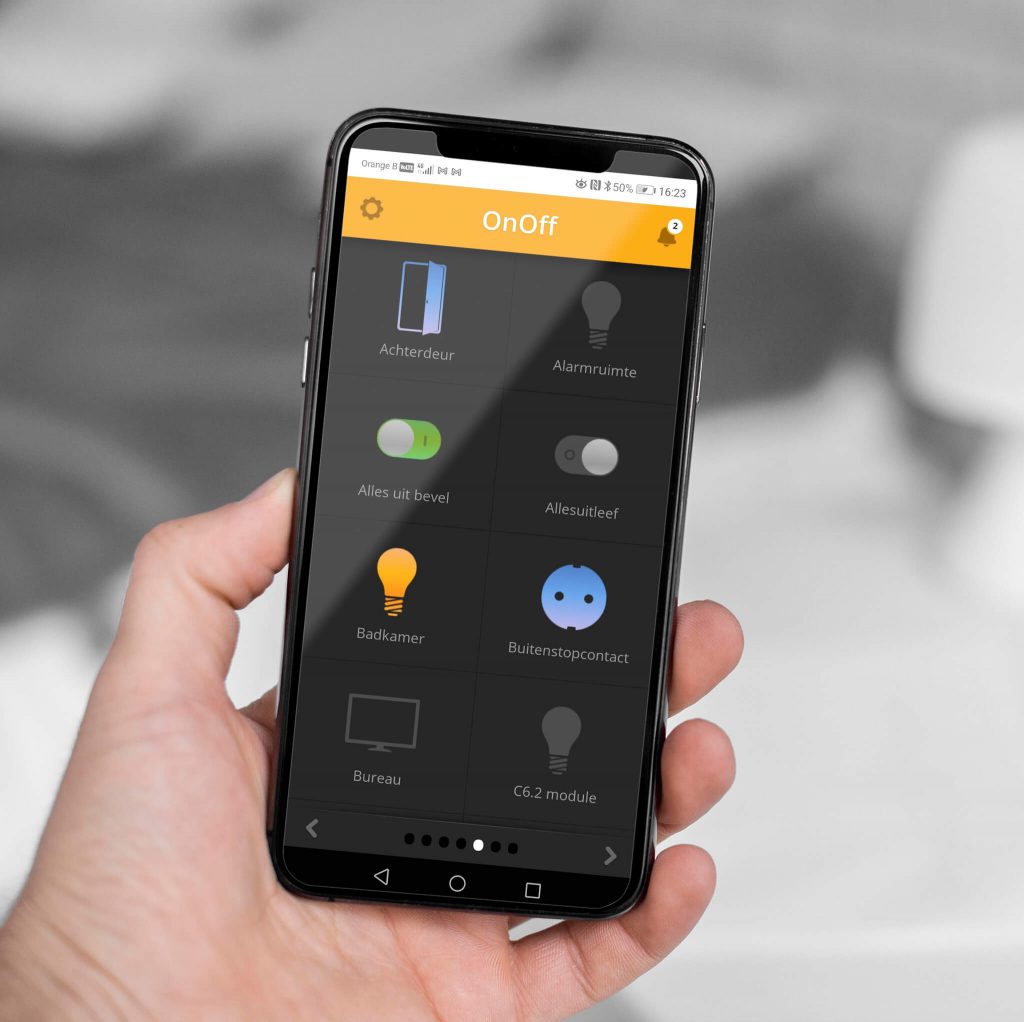 Orange B VoLTE 4G 50% 16:23
OnOff
2
Achterdeur
Alarmruimte
Alles uit bevel
Allesuitleef
Badkamer
Buitenstopcontact
Bureau
C6.2 module